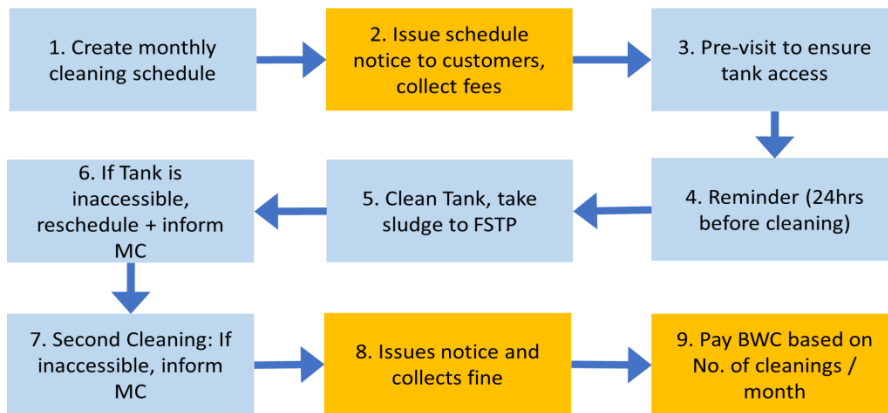 1. Create monthly
cleaning schedule
2. Issue schedule
notice to customers,
collect fees
3. Pre-visit to ensure
tank access
4. Reminder (24hrs
before cleaning)
5. Clean Tank, take
sludge to FSTP
6. If Tank is
inaccessible,
reschedule + inform
MC
7. Second Cleaning: If
inaccessible, inform
MC
8. Issues notice and
collects fine
9. Pay BWC based on
No. of cleanings /
month